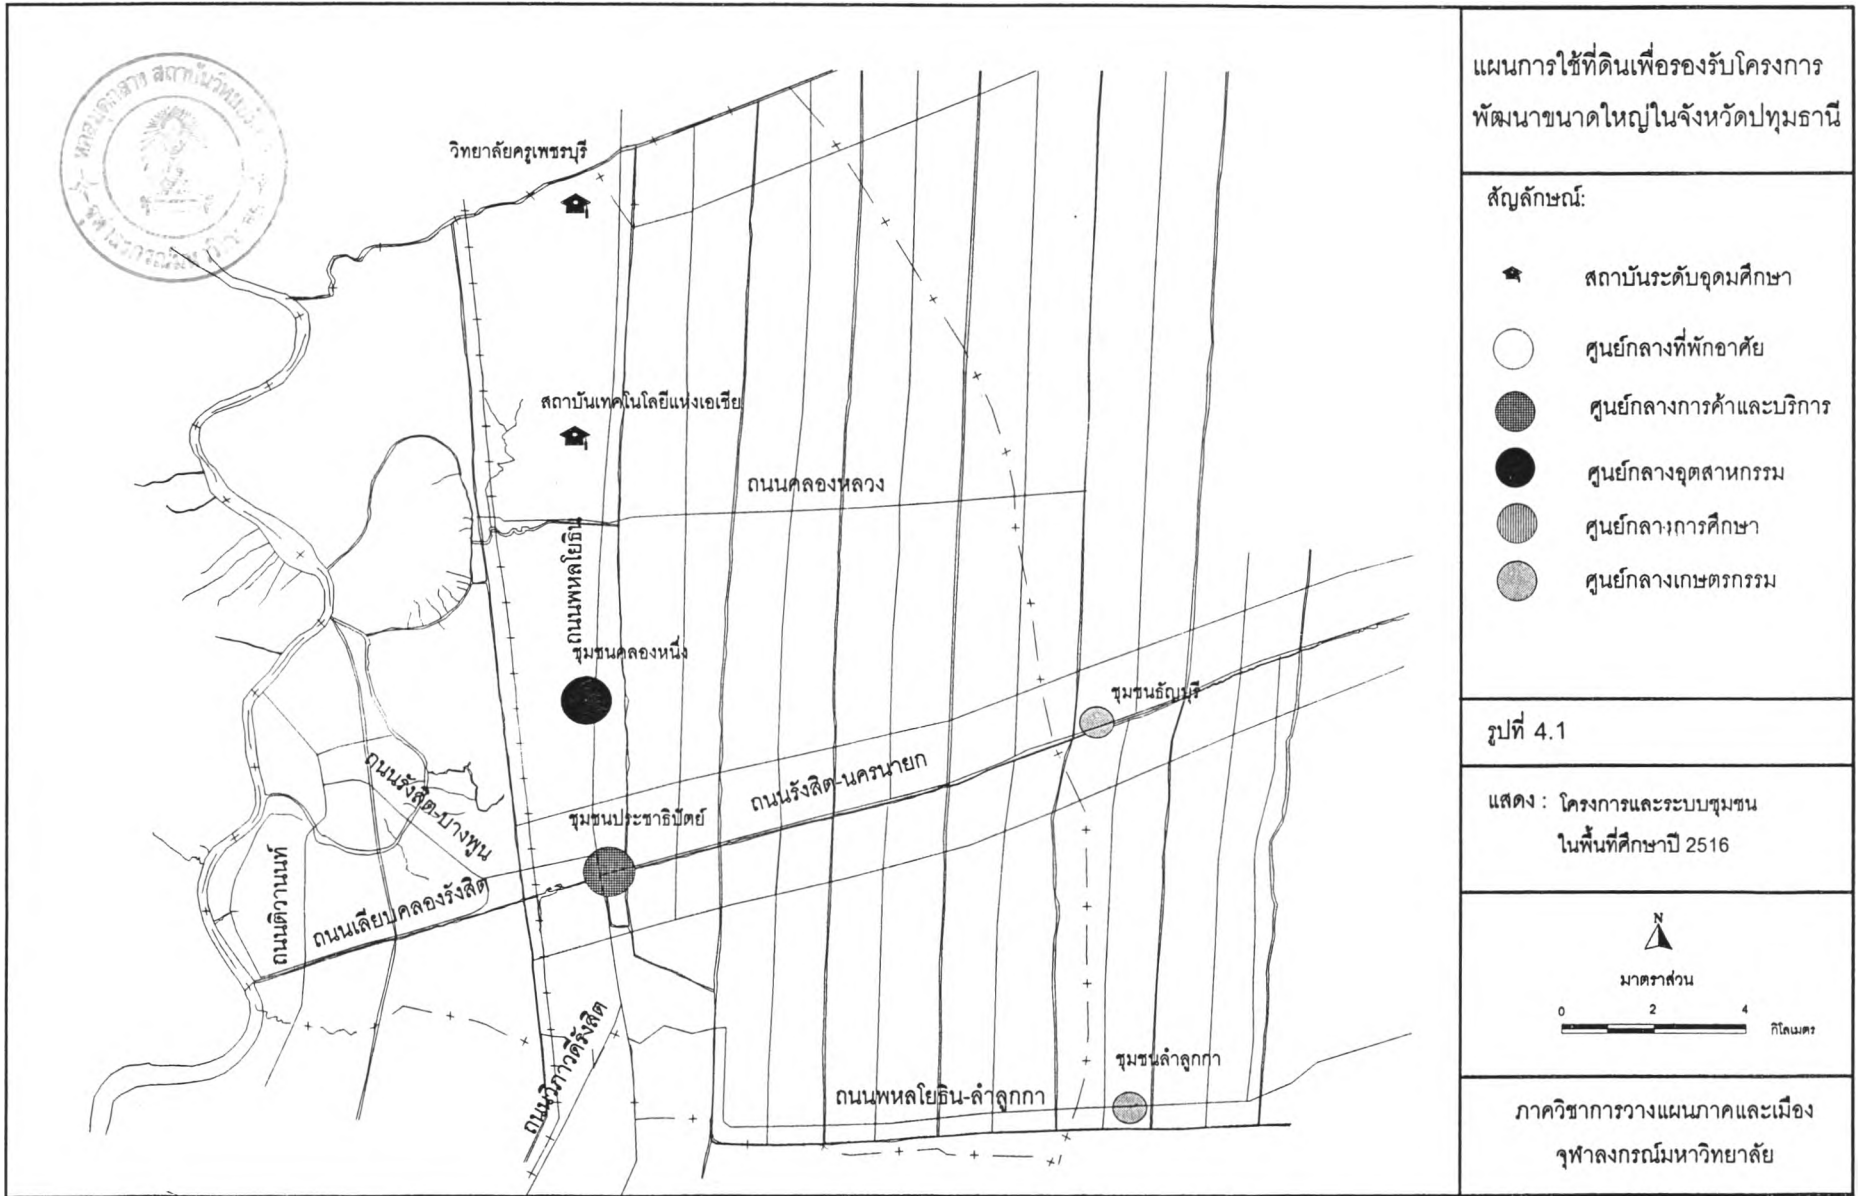 แผนการใช้ที่ดินเพื่อรองรับโครงการ
พัฒนาขนาดใหญ่ในจังหวัดปทุมธานี
สัญลักษณ์:
สถาบันระดับอุดมศึกษา
ศูนย์กลางที่พักอาศัย
ศูนย์กลางการค้าและบริการ
ศูนย์กลางอุตสาหกรรม
ศูนย์กลางการศึกษา
ศูนย์กลางเกษตรกรรม
รูปที่ 4.1
แสดง : โครงการและระบบชุมชน
ในพื้นที่ศึกษาปี 2516
N
มาตราส่วน
0 2 4
กิโลเมตร
ภาควิชาการวางแผนภาคและเมือง
จุฬาลงกรณ์มหาวิทยาลัย
วิทยาลัยครูเพชรบุรี
สถาบันเทคโนโลยีแห่งเอเชีย
ถนนคลองหลวง
ถนนพหลโยธิน
ชุมชนคลองหนึ่ง
ชุมชนธัญบุรี
ถนนรังสิต-นครนายก
ถนนรังสิต-บางพูน
ชุมชนประชาธิปัตย์
ถนนติวานนท์
ถนนเลียบคลองรังสิต
ถนนวิภาวดีรังสิต
ชุมชนลำลูกกา
ถนนพหลโยธิน-ลำลูกกา